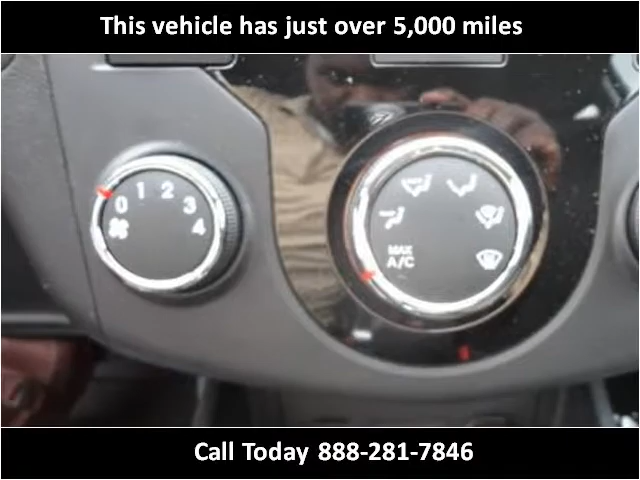 This vehicle has just over 5,000 miles
0 1 2 3 4
MAX
A/C
Call Today 888-281-7846